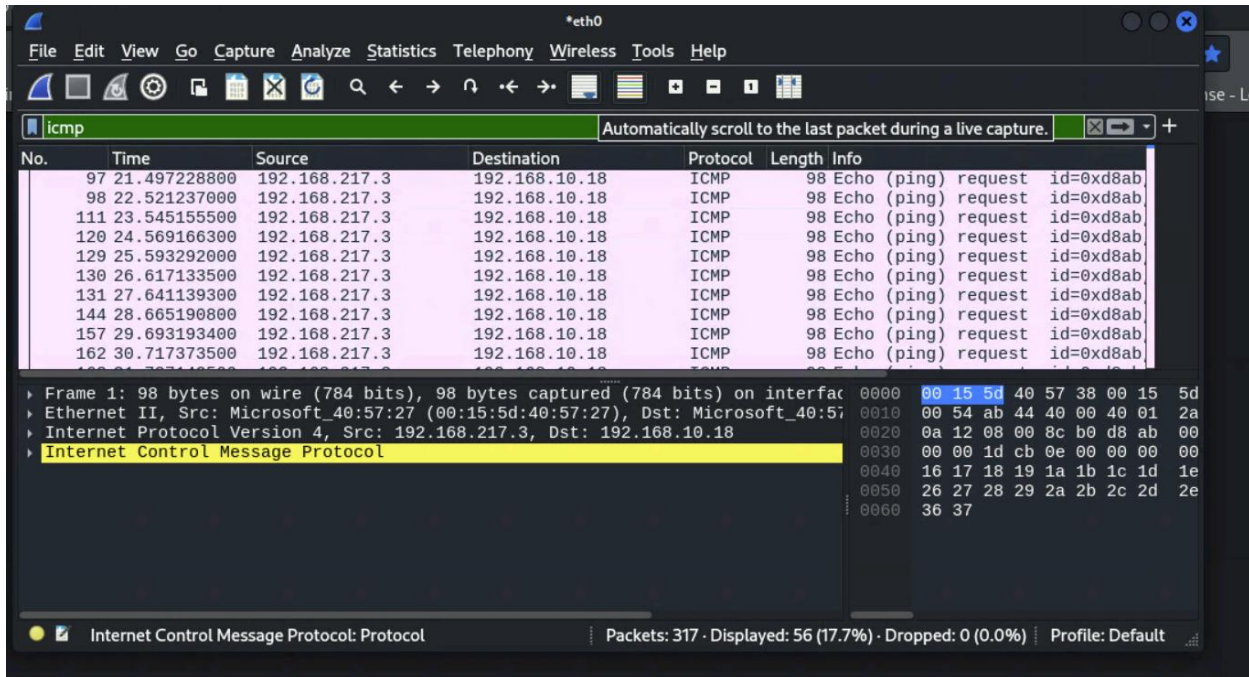 *eth0
File Edit View Go Capture Analyze Statistics Telephony Wireless Tools Help
icmp
Automatically scroll to the last packet during a live capture.
No. Time Source Destination Protocol Length Info
97 21.497228800 192.168.217.3 192.168.10.18 ICMP 98 Echo (ping) request id=0xd8ab,
98 22.521237000 192.168.217.3 192.168.10.18 ICMP 98 Echo (ping) request id=0xd8ab,
111 23.545155500 192.168.217.3 192.168.10.18 ICMP 98 Echo (ping) request id=0xd8ab,
120 24.569166300 192.168.217.3 192.168.10.18 ICMP 98 Echo (ping) request id=0xd8ab,
129 25.593292000 192.168.217.3 192.168.10.18 ICMP 98 Echo (ping) request id=0xd8ab,
130 26.617133500 192.168.217.3 192.168.10.18 ICMP 98 Echo (ping) request id=0xd8ab,
131 27.641139300 192.168.217.3 192.168.10.18 ICMP 98 Echo (ping) request id=0xd8ab,
144 28.665190800 192.168.217.3 192.168.10.18 ICMP 98 Echo (ping) request id=0xd8ab,
157 29.693193400 192.168.217.3 192.168.10.18 ICMP 98 Echo (ping) request id=0xd8ab,
162 30.717373500 192.168.217.3 192.168.10.18 ICMP 98 Echo (ping) request id=0xd8ab,
Frame 1: 98 bytes on wire (784 bits), 98 bytes captured (784 bits) on interfac
Ethernet II, Src: Microsoft_40:57:27 (00:15:5d:40:57:27), Dst: Microsoft_40:57
Internet Protocol Version 4, Src: 192.168.217.3, Dst: 192.168.10.18
Internet Control Message Protocol
0000 00 15 5d 40 57 38 00 15 5d
0010 00 54 ab 44 40 00 40 01 2a
0020 0a 12 08 00 8c b0 d8 ab 00
0030 00 00 1d cb 0e 00 00 00 00
0040 16 17 18 19 1a 1b 1c 1d 1e
0050 26 27 28 29 2a 2b 2c 2d 2e
0060 36 37
Internet Control Message Protocol: Protocol
Packets: 317 · Displayed: 56 (17.7%) · Dropped: 0 (0.0%)
Profile: Default